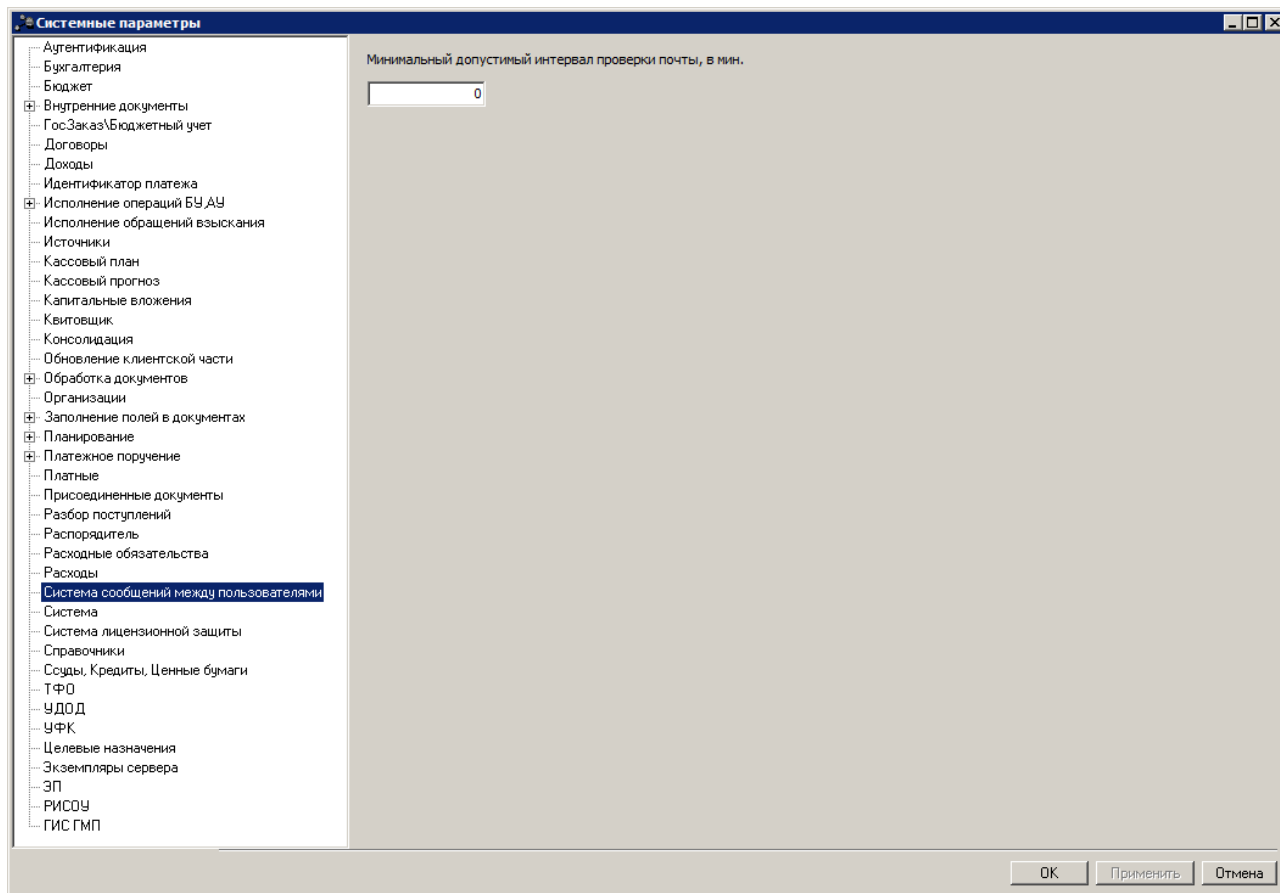 Системные параметры
Аутентификация
Бухгалтерия
Бюджет
Внутренние документы
ГосЗаказ\Бюджетный учет
Договоры
Доходы
Идентификатор платежа
Исполнение операций БУ,АУ
Исполнение обращений взыскания
Источники
Кассовый план
Кассовый прогноз
Капитальные вложения
Квитовщик
Консолидация
Обновление клиентской части
Обработка документов
Организации
Заполнение полей в документах
Планирование
Платежное поручение
Платные
Присоединенные документы
Разбор поступлений
Распорядитель
Расходные обязательства
Расходы
Система сообщений между пользователями
Система
Система лицензионной защиты
Справочники
Ссуды, Кредиты, Ценные бумаги
ТФО
УДОД
УФК
Целевые назначения
Экземпляры сервера
ЭП
РИСОУ
ГИС ГМП
Минимальный допустимый интервал проверки почты, в мин.
0
OK
Применить
Отмена